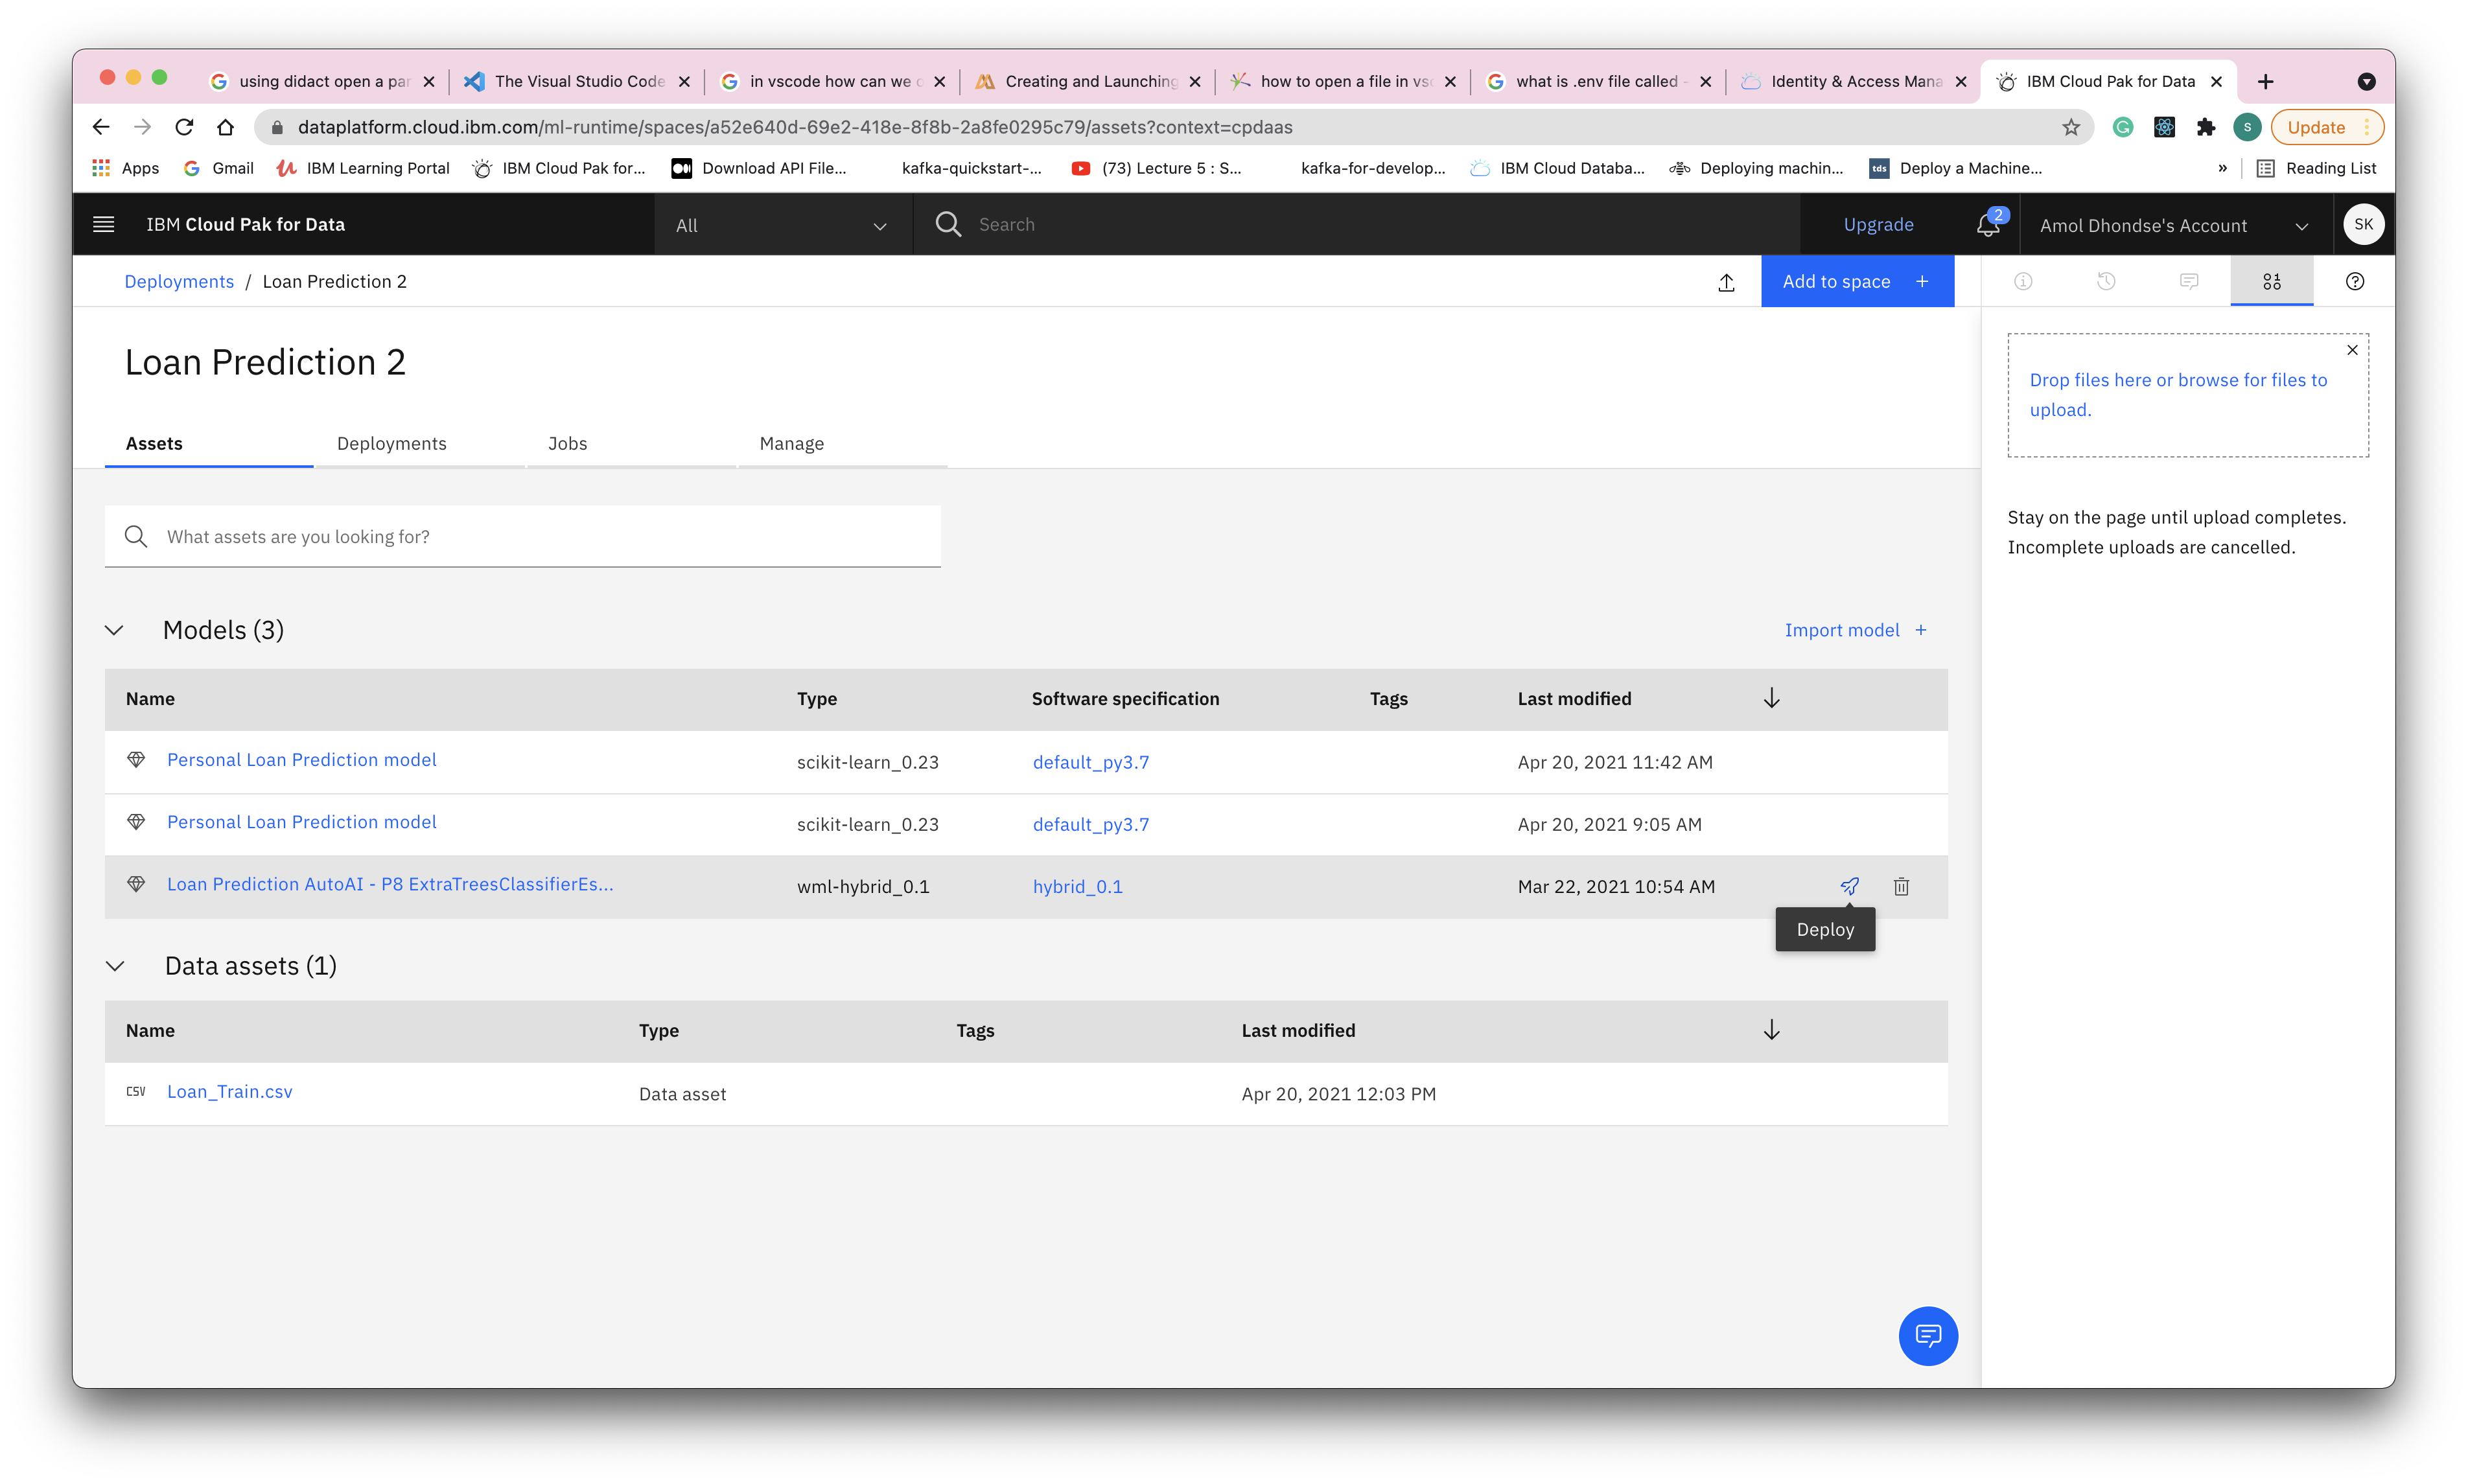 using didact open a par
The Visual Studio Code
in vscode how can we c
Creating and Launching
how to open a file in vsc
what is .env file called -
Identity & Access Mana
IBM Cloud Pak for Data
dataplatform.cloud.ibm.com/ml-runtime/spaces/a52e640d-69e2-418e-8f8b-2a8fe0295c79/assets?context=cpdaas
S
Update
Apps
Gmail
IBM Learning Portal
IBM Cloud Pak for...
Download API File...
kafka-quickstart-...
(73) Lecture 5 : S...
kafka-for-develop...
IBM Cloud Databa...
Deploying machin...
tds
Deploy a Machine...
»
Reading List
IBM Cloud Pak for Data
All
Search
Upgrade
2
Amol Dhondse's Account
SK
Deployments / Loan Prediction 2
Add to space +
Loan Prediction 2
Drop files here or browse for files to
upload.
Assets
Deployments
Jobs
Manage
Stay on the page until upload completes.
Incomplete uploads are cancelled.
What assets are you looking for?
Models (3)
Import model +
Name Type Software specification Tags Last modified
Personal Loan Prediction model scikit-learn_0.23 default_py3.7 Apr 20, 2021 11:42 AM
Personal Loan Prediction model scikit-learn_0.23 default_py3.7 Apr 20, 2021 9:05 AM
Loan Prediction AutoAI - P8 ExtraTreesClassifierEs... wml-hybrid_0.1 hybrid_0.1 Mar 22, 2021 10:54 AM
Deploy
Data assets (1)
Name Type Tags Last modified
CSV Loan_Train.csv Data asset Apr 20, 2021 12:03 PM